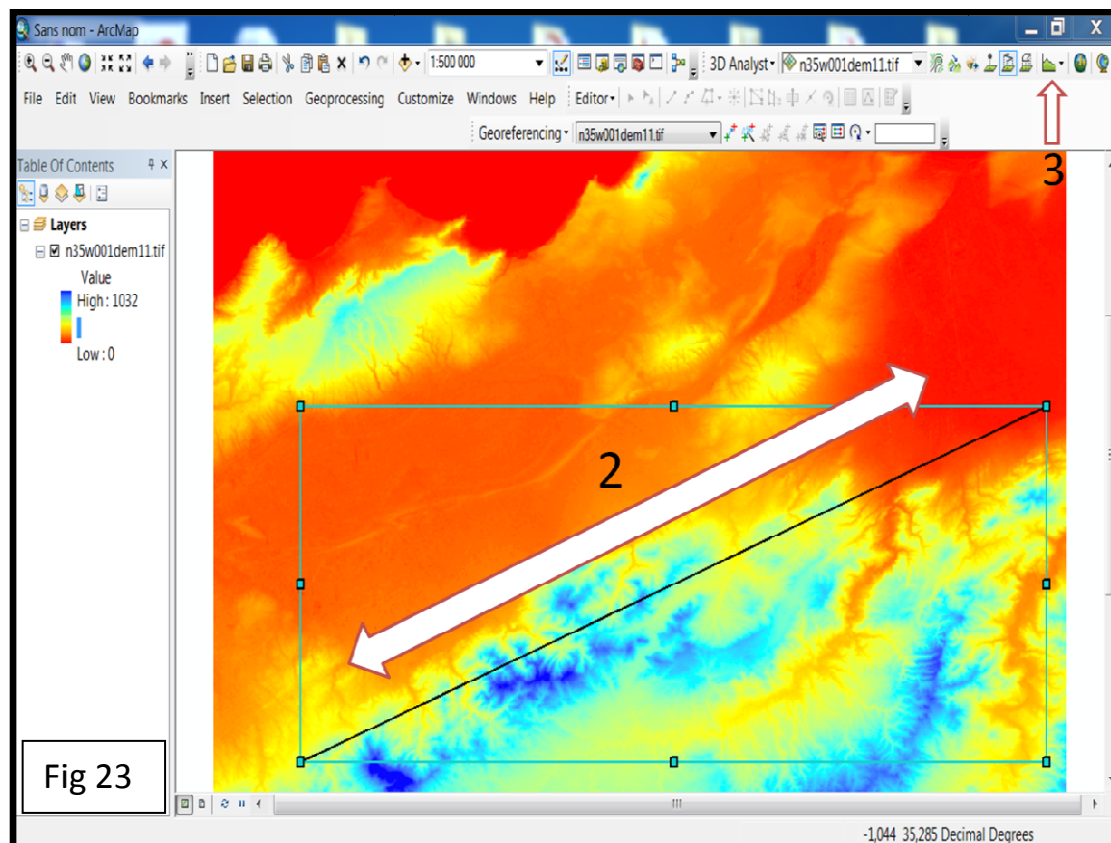 Sans nom - ArcMap
1:500 000
3D Analyst
n35w001dem11.tif
File Edit View Bookmarks Insert Selection Geoprocessing Customize Windows Help
Editor
Georeferencing
n35w001dem11.tif
Table Of Contents
3
Layers
n35w001dem11.tif
Value
High : 1032
Low : 0
2
Fig 23
-1,044 35,285 Decimal Degrees